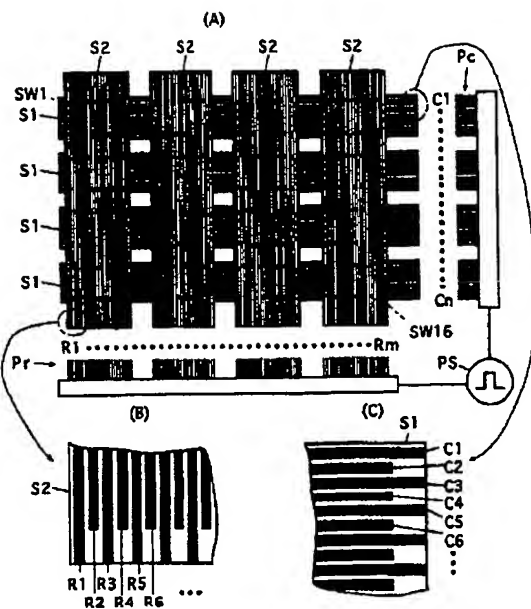 (A)
S2 S2 S2 S2
Pc
SW1
C1
S1
S1
S1
S1
Cn
SW16
R1 Rm
Pr
PS
(B) (C)
S1
C1
C2
S2
C3
C4
C5
C6
R1 R3 R5
R2 R4 R6